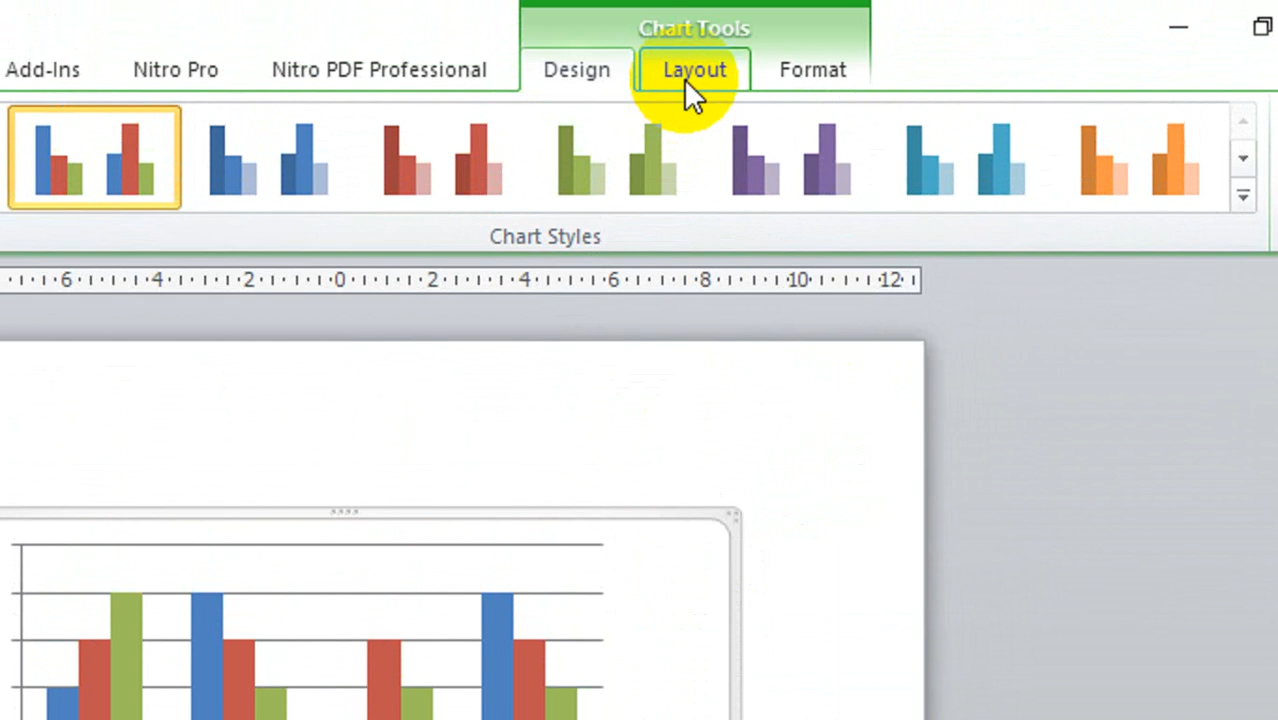 Chart Tools
Add-Ins Nitro Pro Nitro PDF Professional Design Layout Format
Chart Styles
6 4 2 0 2 4 6 8 10 12